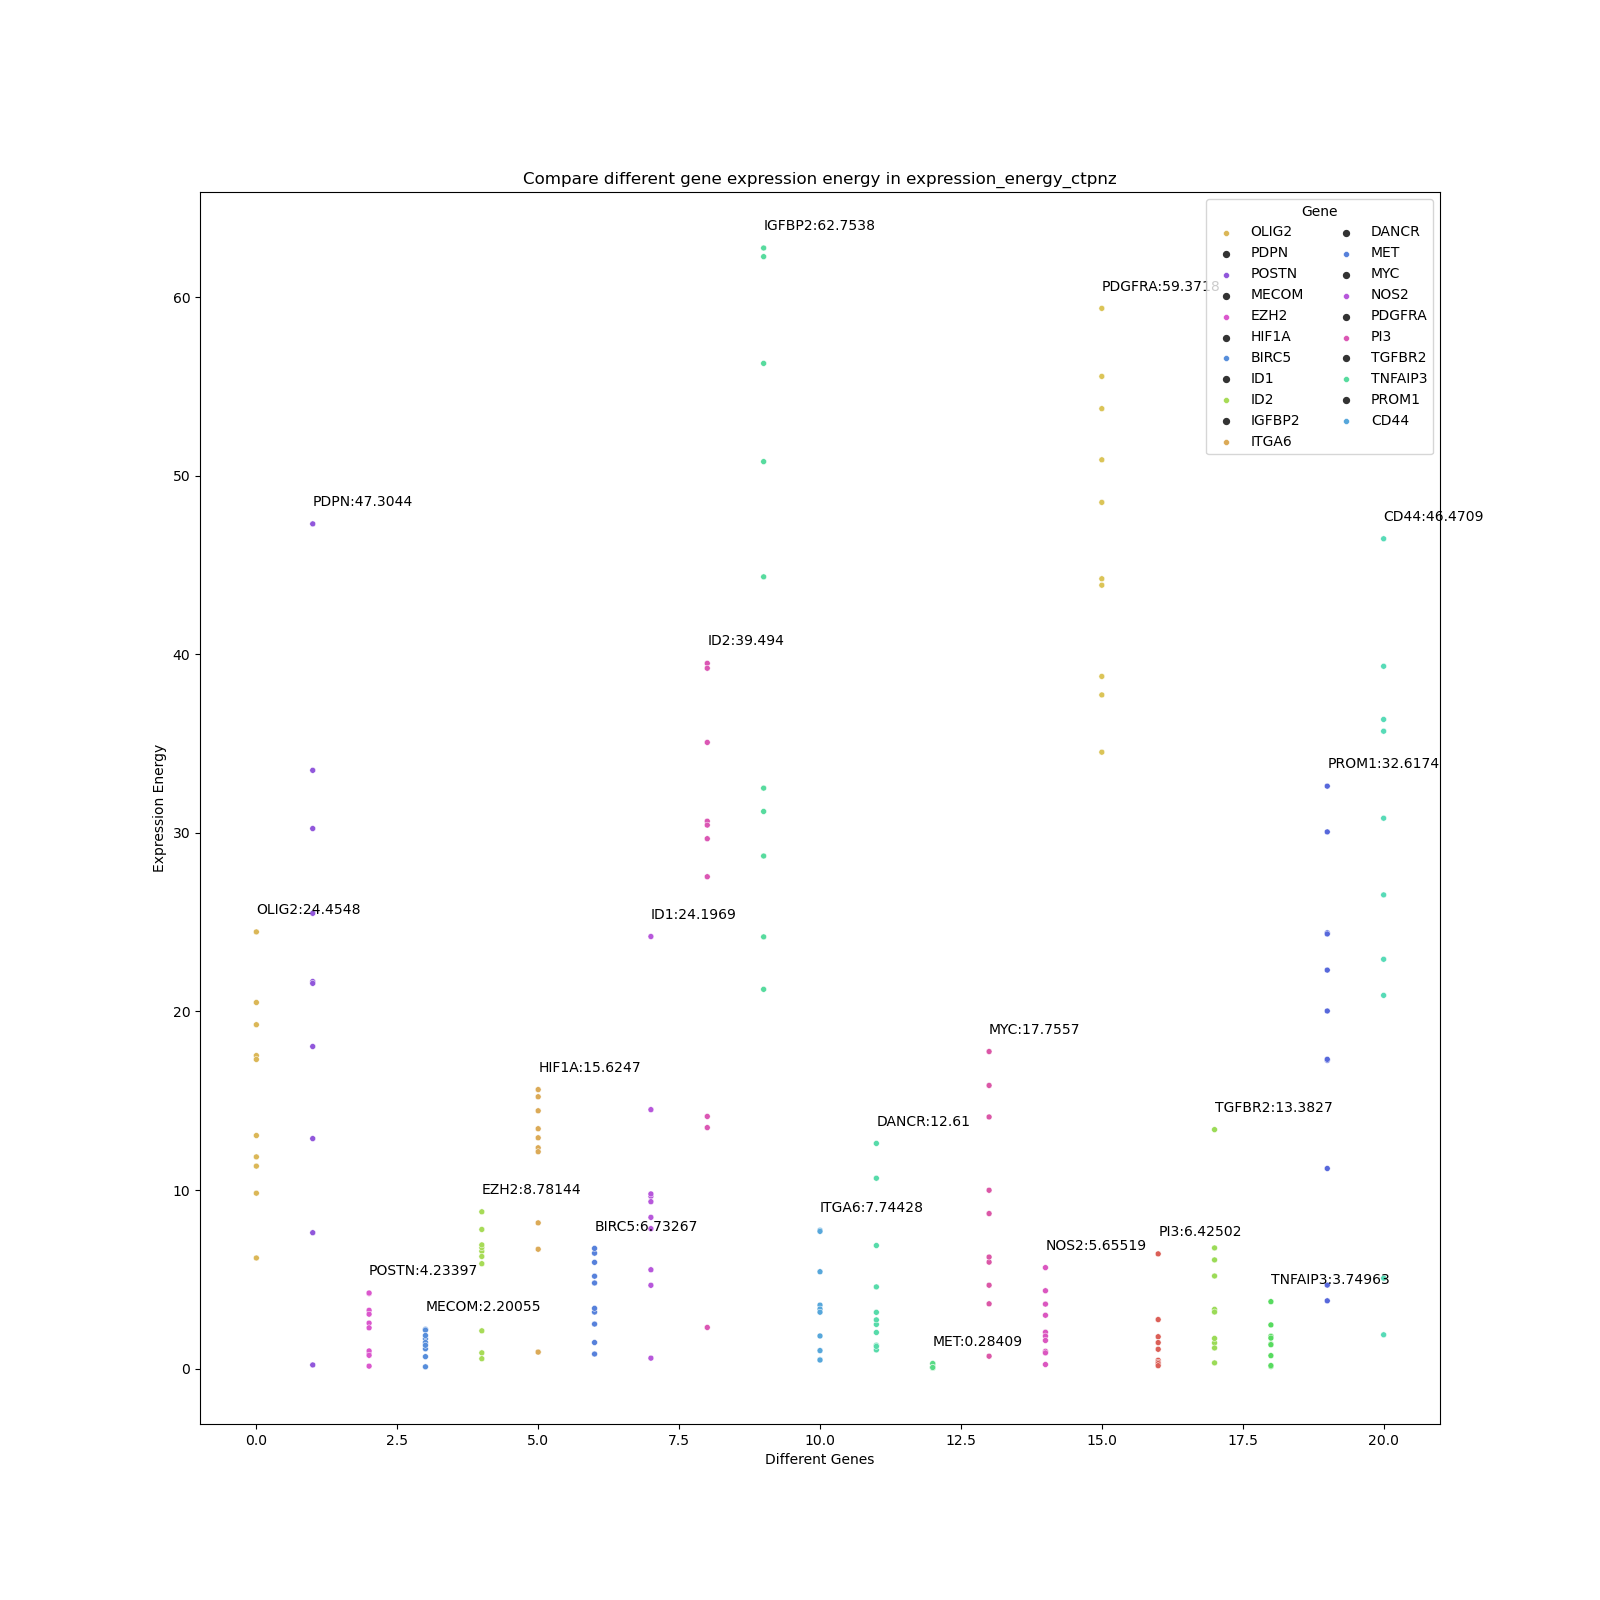 Compare different gene expression energy in expression_energy_ctpnz
IGFBP2:62.7538
PDGFRA:59.3718
Gene
OLIG2
PDPN
POSTN
MECOM
EZH2
HIF1A
BIRC5
ID1
ID2
IGFBP2
ITGA6
DANCR
MET
MYC
NOS2
PDGFRA
PI3
TGFBR2
TNFAIP3
PROM1
CD44
PDPN:47.3044
CD44:46.4709
ID2:39.494
PROM1:32.6174
OLIG2:24.4548
ID1:24.1969
MYC:17.7557
HIF1A:15.6247
DANCR:12.61
TGFBR2:13.3827
EZH2:8.78144
ITGA6:7.74428
BIRC5:6.73267
PI3:6.42502
NOS2:5.65519
POSTN:4.23397
TNFAIP3:3.74963
MECOM:2.20055
MET:0.28409
60
50
40
30
20
10
0
Expression Energy
0.0
2.5
5.0
7.5
10.0
12.5
15.0
17.5
20.0
Different Genes